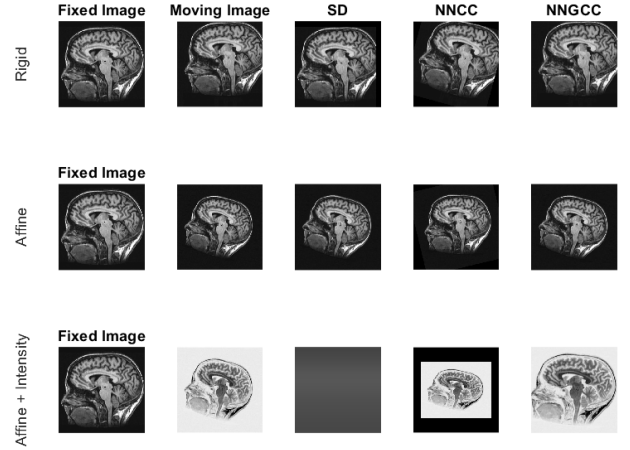 Fixed Image Moving Image SD NNCC NNGCC
Rigid
Fixed Image
Affine
Fixed Image
Affine + Intensity